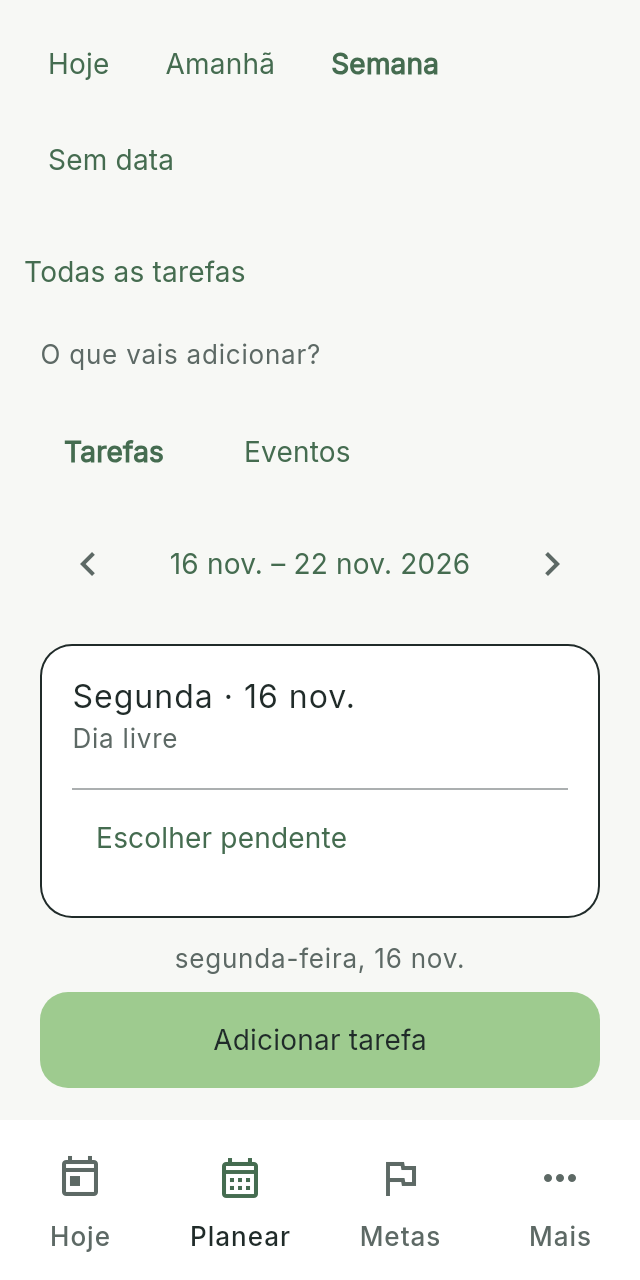 Hoje Amanhã Semana
Sem data
Todas as tarefas
O que vais adicionar?
Tarefas Eventos
16 nov. – 22 nov. 2026
Segunda · 16 nov.
Dia livre
Escolher pendente
segunda-feira, 16 nov.
Adicionar tarefa
Hoje Planear Metas Mais